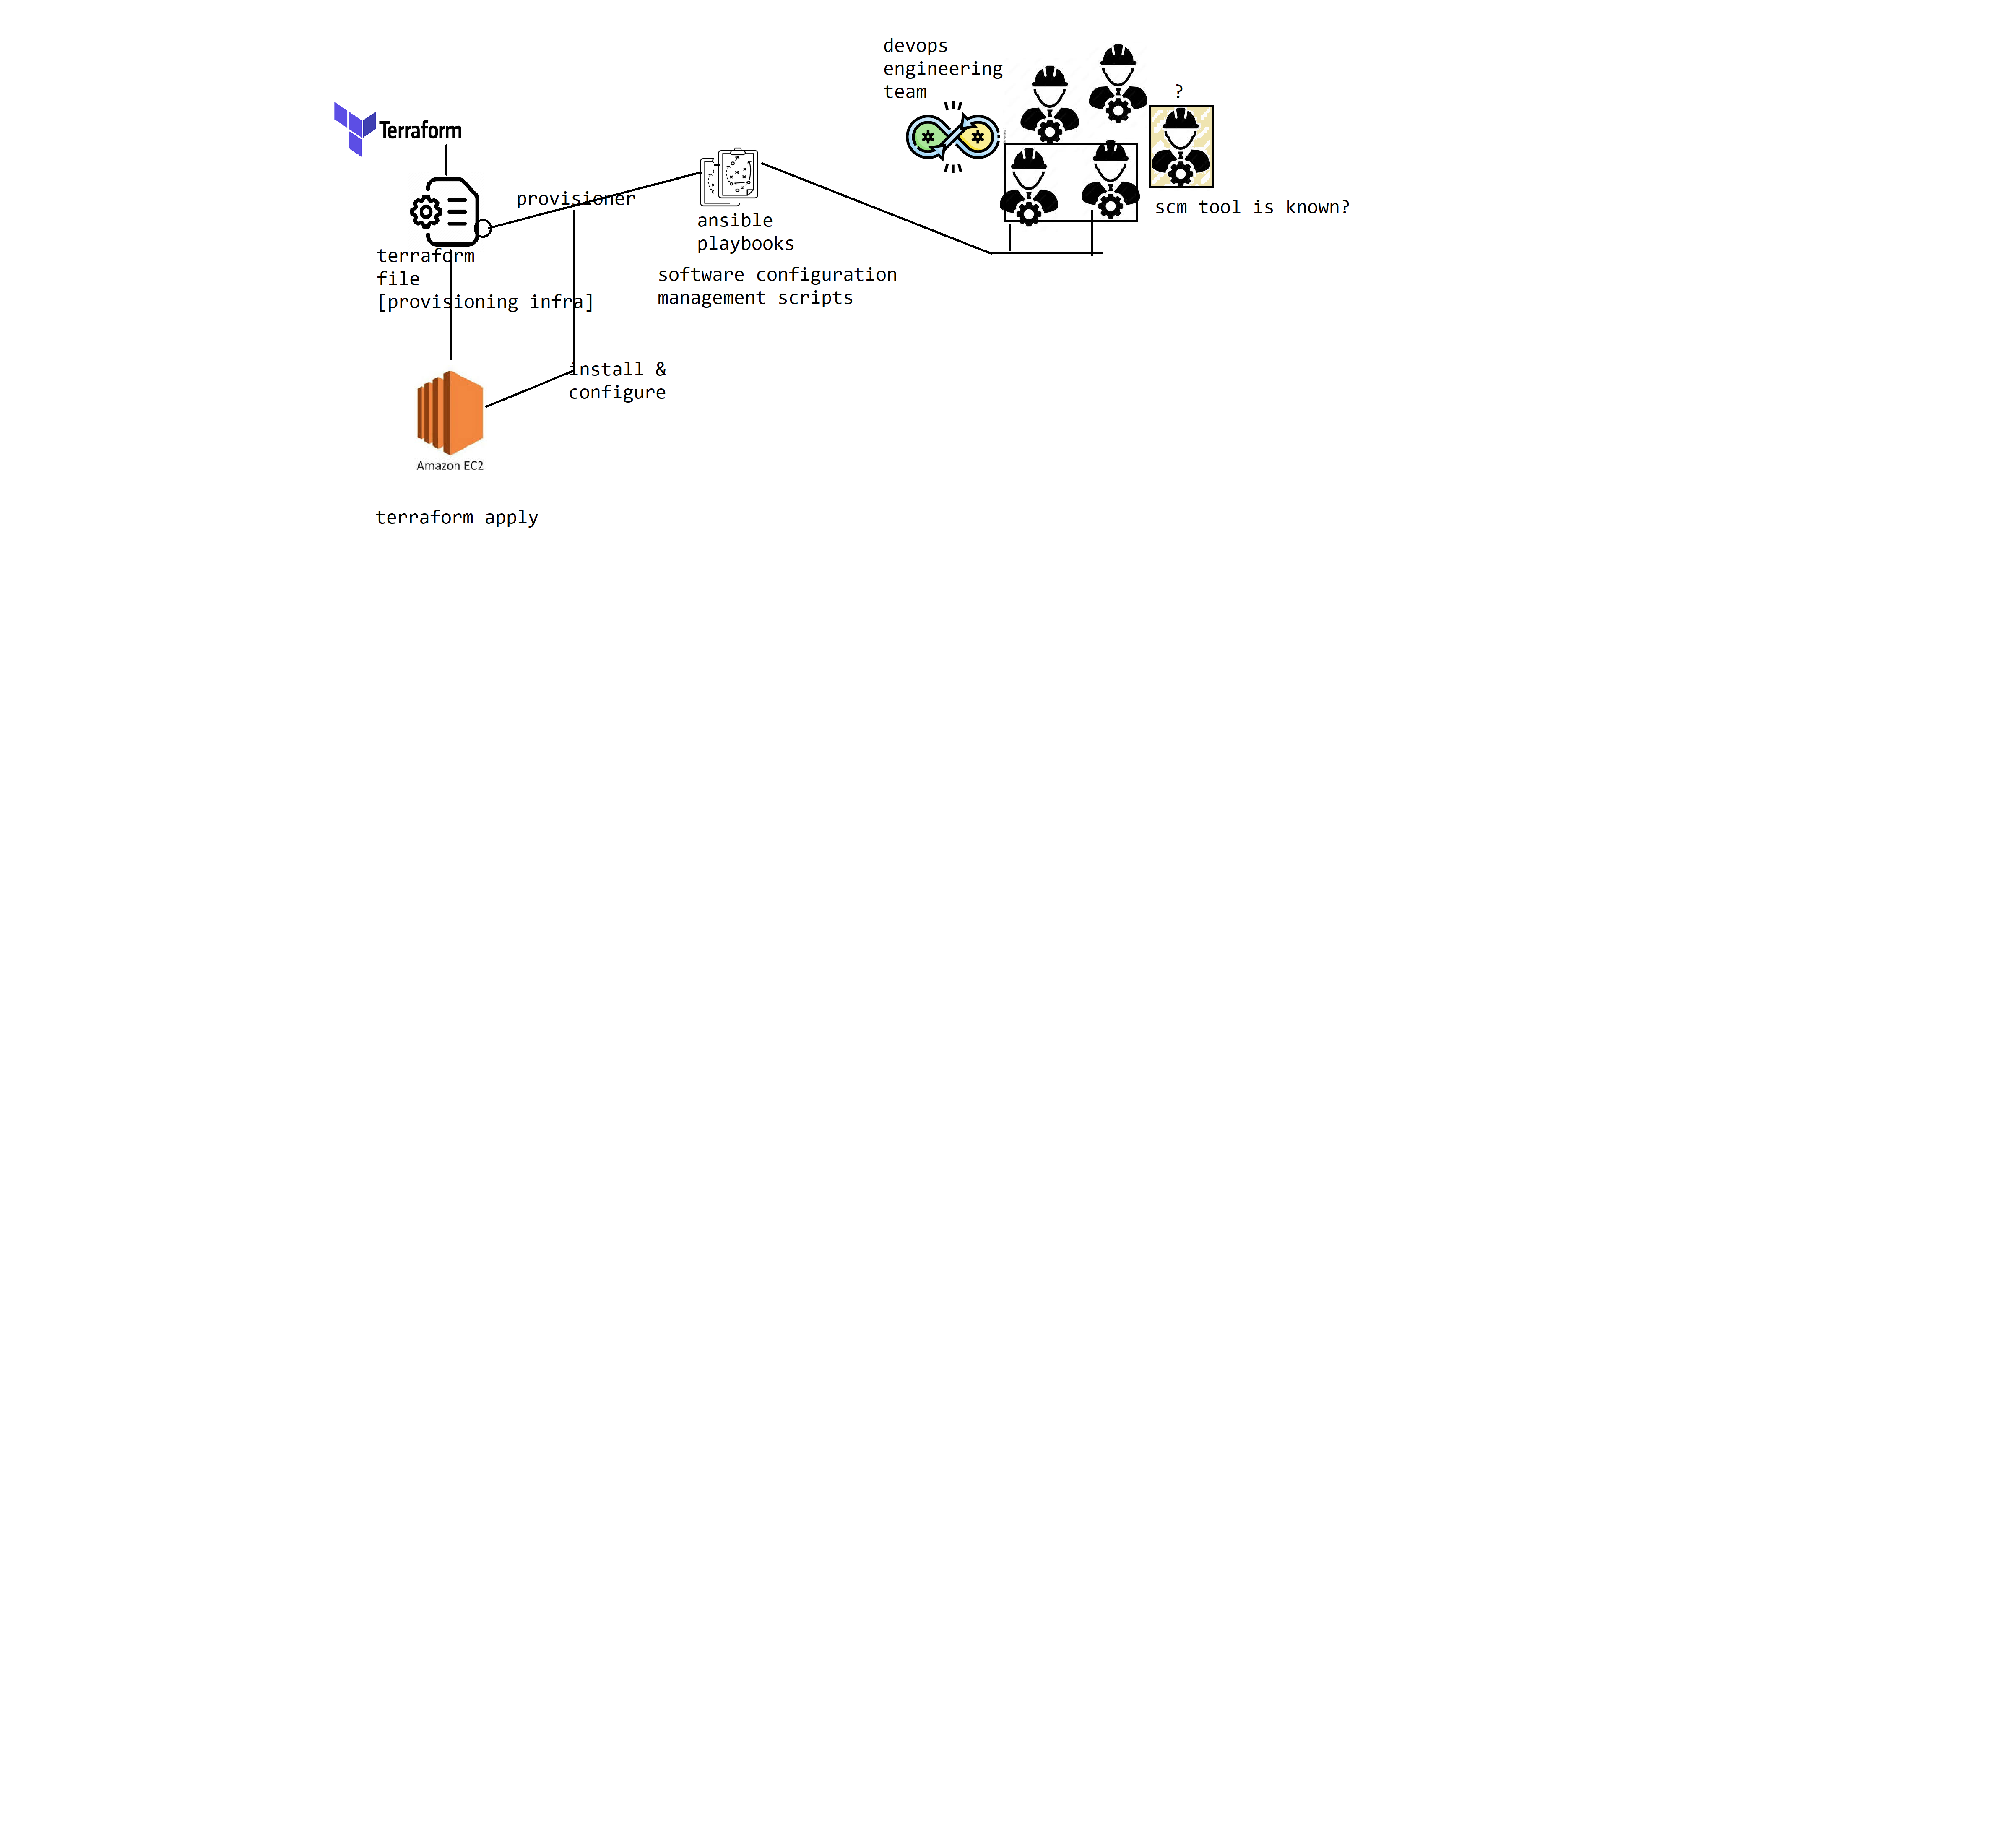 devops
engineering
team
?
Terraform
provisioner
scm tool is known?
ansible
playbooks
terraform
file
[provisioning infra]
software configuration
management scripts
install &
configure
Amazon EC2
terraform apply